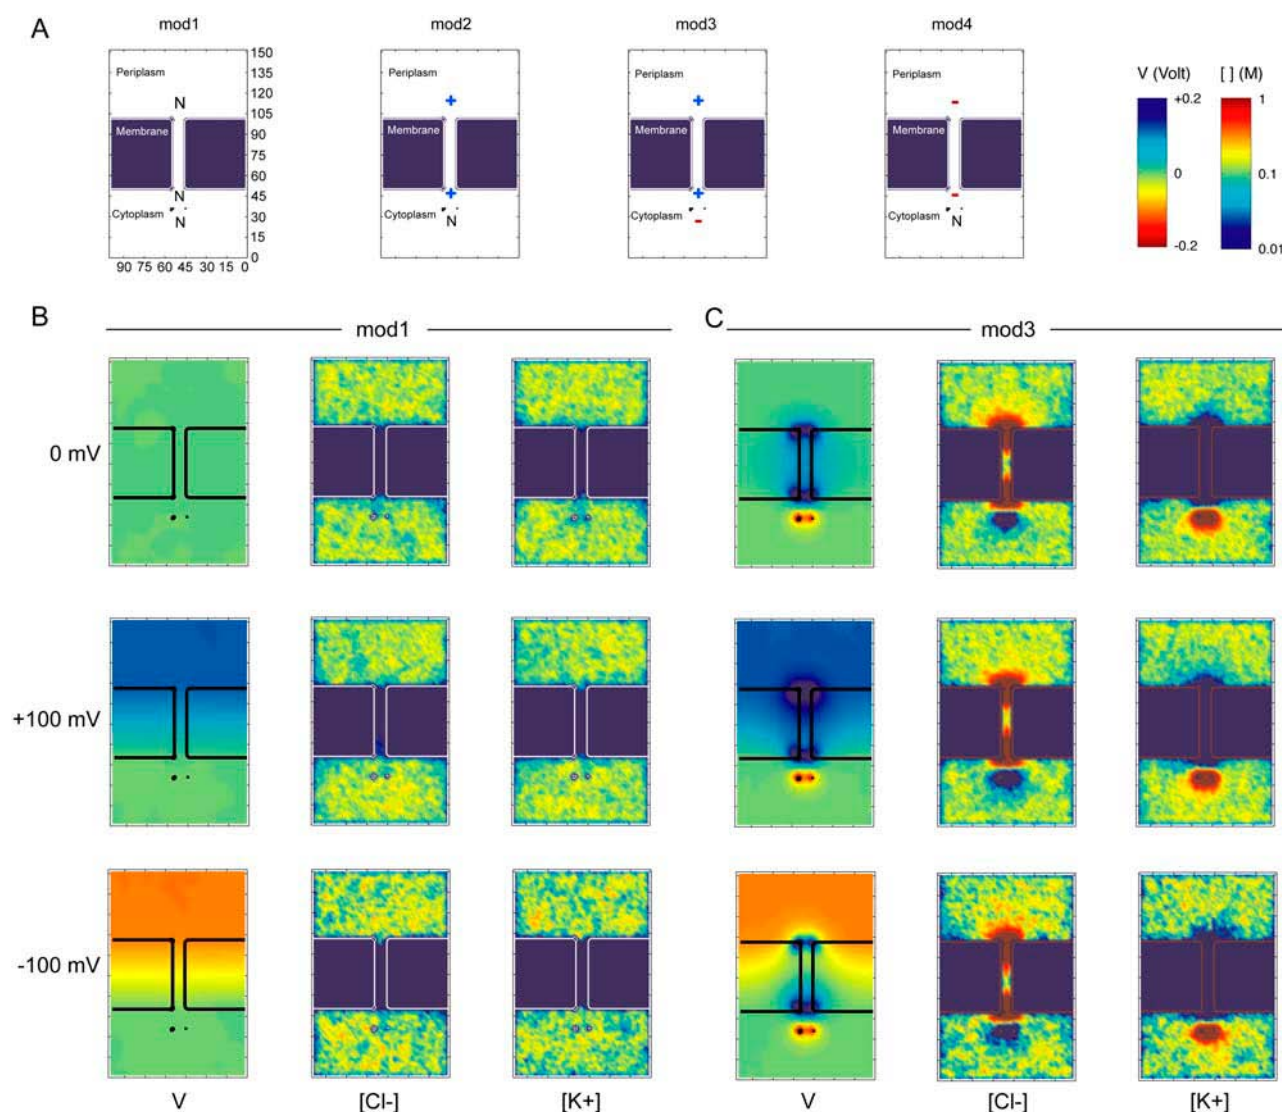 A
mod1
mod2
mod3
mod4
Periplasm
N
Membrane
N
Cytoplasm
N
150
135
120
105
90
75
60
45
30
15
0
90 75 60 45 30 15 0
Periplasm
+
Membrane
+
Cytoplasm
N
Periplasm
+
Membrane
+
Cytoplasm
-
Periplasm
-
Membrane
-
Cytoplasm
N
V (Volt)
+0.2
0
-0.2
[ ] (M)
1
0.1
0.01
B
mod1
C
mod3
0 mV
+100 mV
-100 mV
V
[Cl-]
[K+]
V
[Cl-]
[K+]